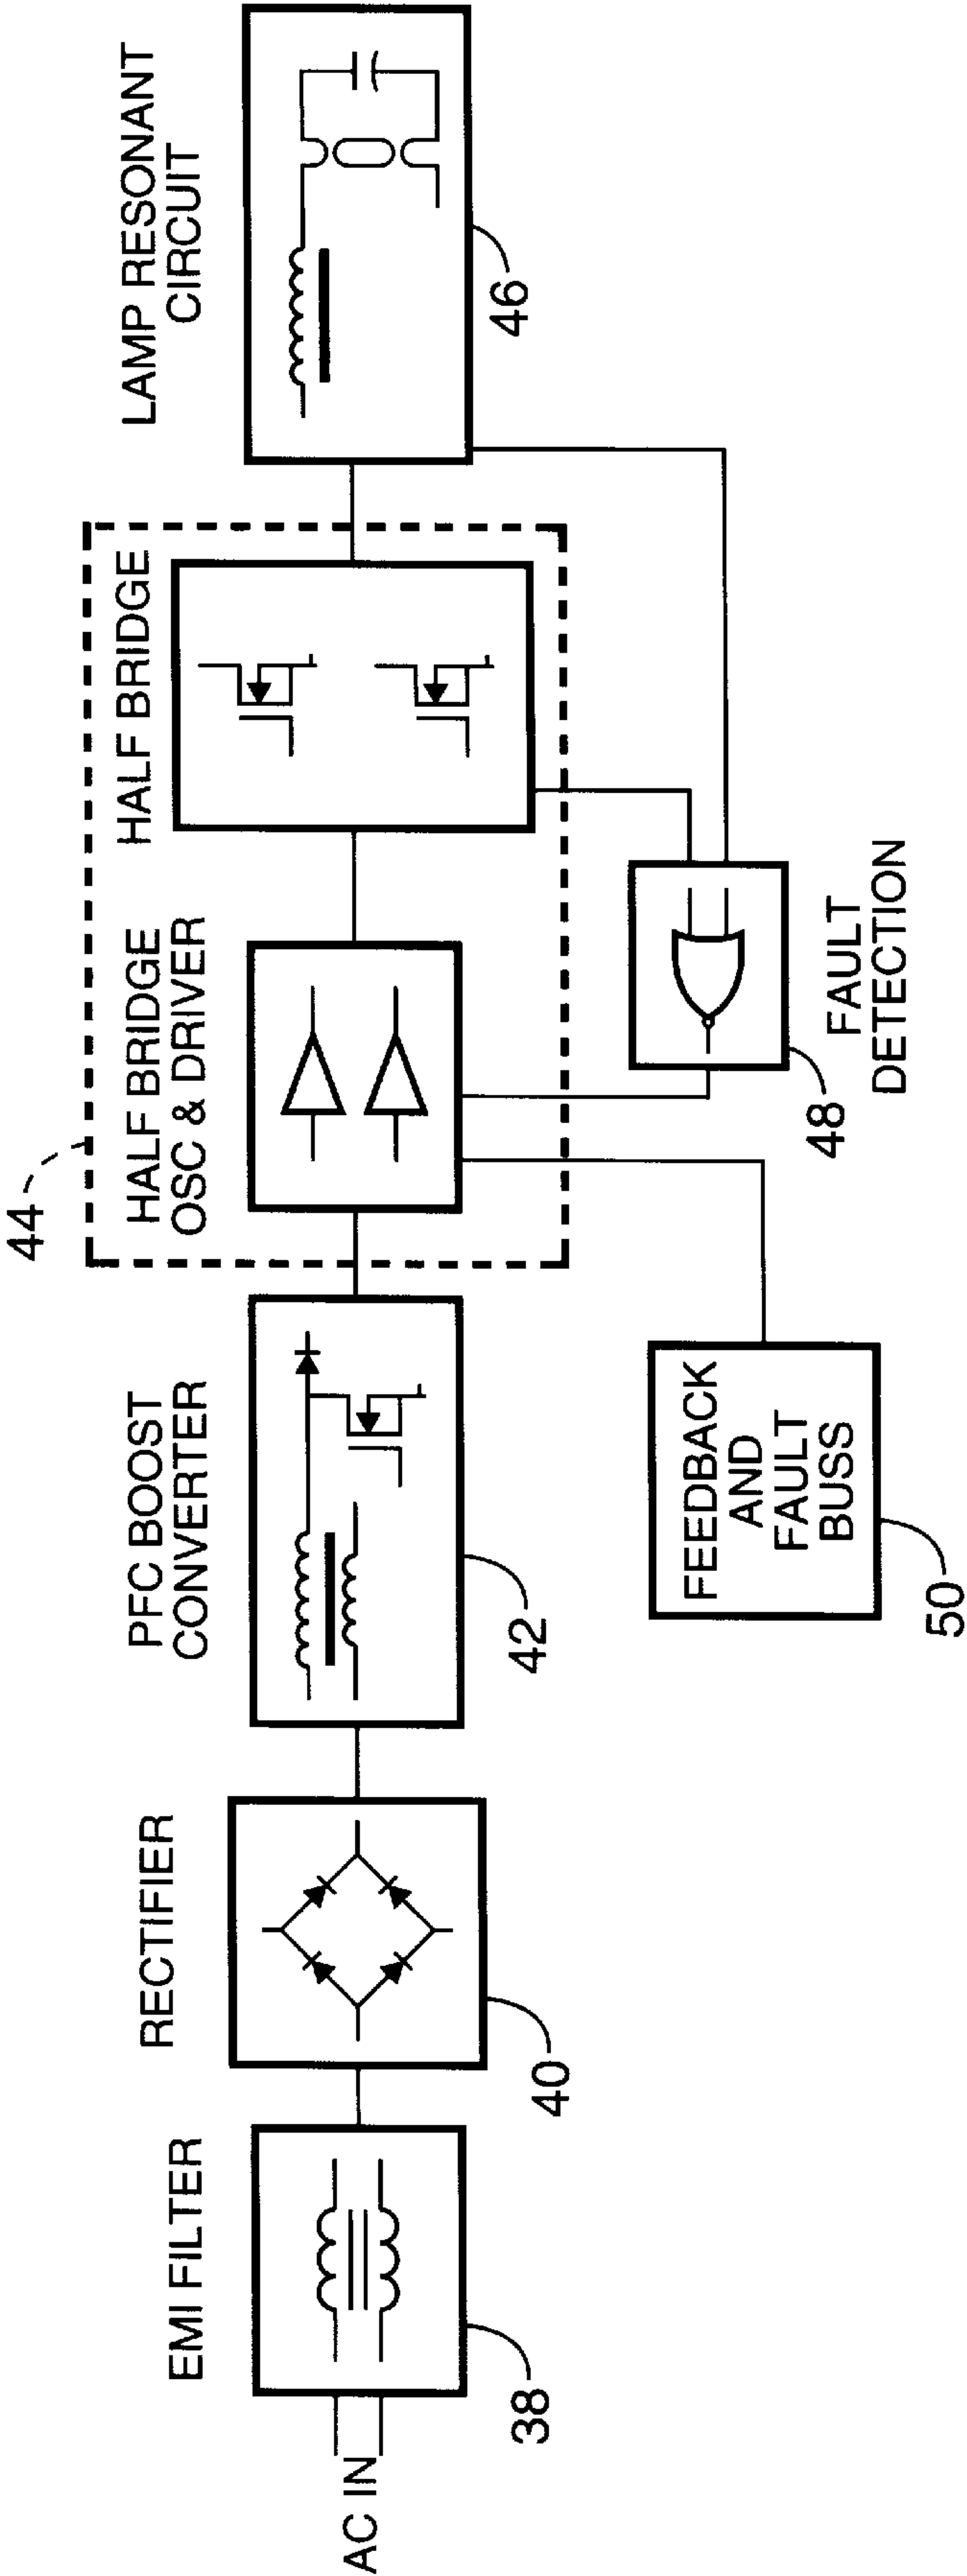 AC IN
EMI FILTER
38
RECTIFIER
40
PFC BOOST
CONVERTER
42
44
HALF BRIDGE
OSC & DRIVER
HALF BRIDGE
LAMP RESONANT
CIRCUIT
46
FEEDBACK
AND
FAULT
BUSS
50
48
FAULT
DETECTION